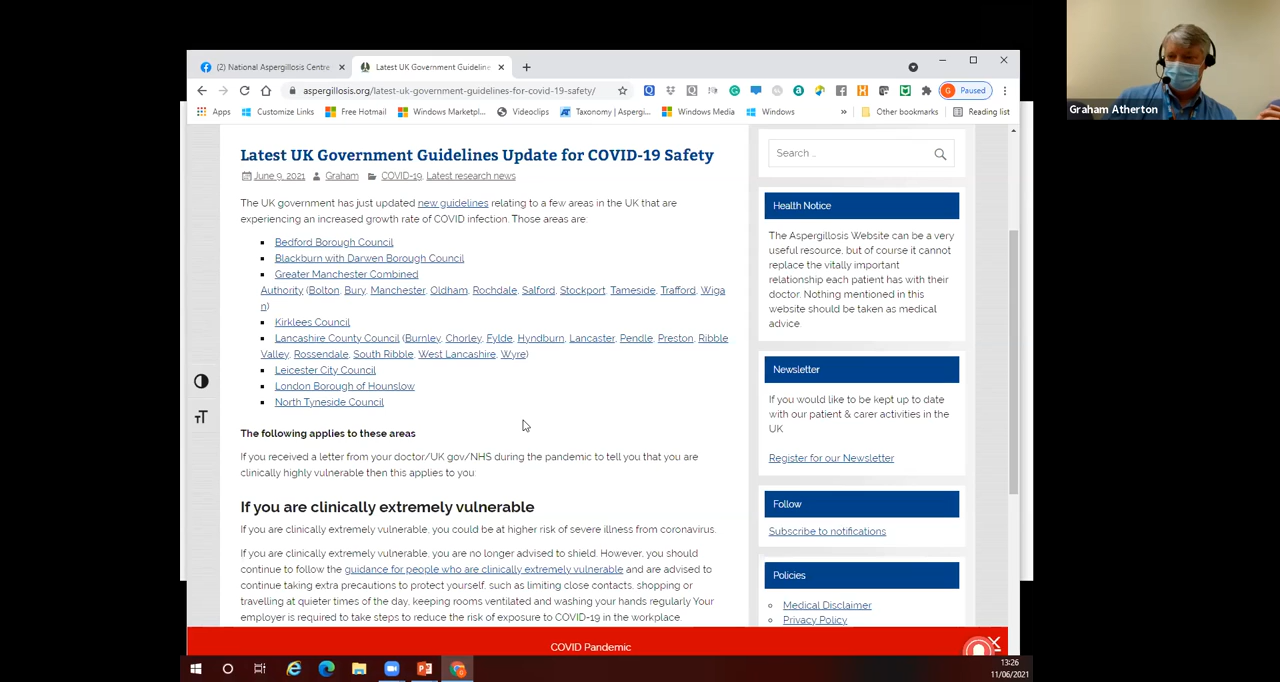 (2) National Aspergillosis Centre
Latest UK Government Guideline
aspergillosis.org/latest-uk-government-guidelines-for-covid-19-safety/
G Paused
Apps Customize Links Free Hotmail Windows Marketpl... Videoclips Taxonomy | Aspergi... Windows Media Windows » Other bookmarks Reading list
Graham Atherton
Latest UK Government Guidelines Update for COVID-19 Safety
June 9, 2021 Graham COVID-19, Latest research news
The UK government has just updated new guidelines relating to a few areas in the UK that are
experiencing an increased growth rate of COVID infection. Those areas are:
Bedford Borough Council
Blackburn with Darwen Borough Council
Greater Manchester Combined
Authority (Bolton, Bury, Manchester, Oldham, Rochdale, Salford, Stockport, Tameside, Trafford, Wiga
n)
Kirklees Council
Lancashire County Council (Burnley, Chorley, Fylde, Hyndburn, Lancaster, Pendle, Preston, Ribble
Valley, Rossendale, South Ribble, West Lancashire, Wyre)
Leicester City Council
London Borough of Hounslow
North Tyneside Council
The following applies to these areas
If you received a letter from your doctor/UK gov/NHS during the pandemic to tell you that you are
clinically highly vulnerable then this applies to you:
If you are clinically extremely vulnerable
If you are clinically extremely vulnerable, you could be at higher risk of severe illness from coronavirus.
If you are clinically extremely vulnerable, you are no longer advised to shield. However, you should
continue to follow the guidance for people who are clinically extremely vulnerable and are advised to
continue taking extra precautions to protect yourself, such as limiting close contacts, shopping or
travelling at quieter times of the day, keeping rooms ventilated and washing your hands regularly Your
employer is required to take steps to reduce the risk of exposure to COVID-19 in the workplace.
Search ..
Health Notice
The Aspergillosis Website can be a very
useful resource, but of course it cannot
replace the vitally important
relationship each patient has with their
doctor. Nothing mentioned in this
website should be taken as medical
advice.
Newsletter
If you would like to be kept up to date
with our patient & carer activities in the
UK
Register for our Newsletter
Follow
Subscribe to notifications
Policies
Medical Disclaimer
Privacy Policy
COVID Pandemic
13:26
11/06/2021